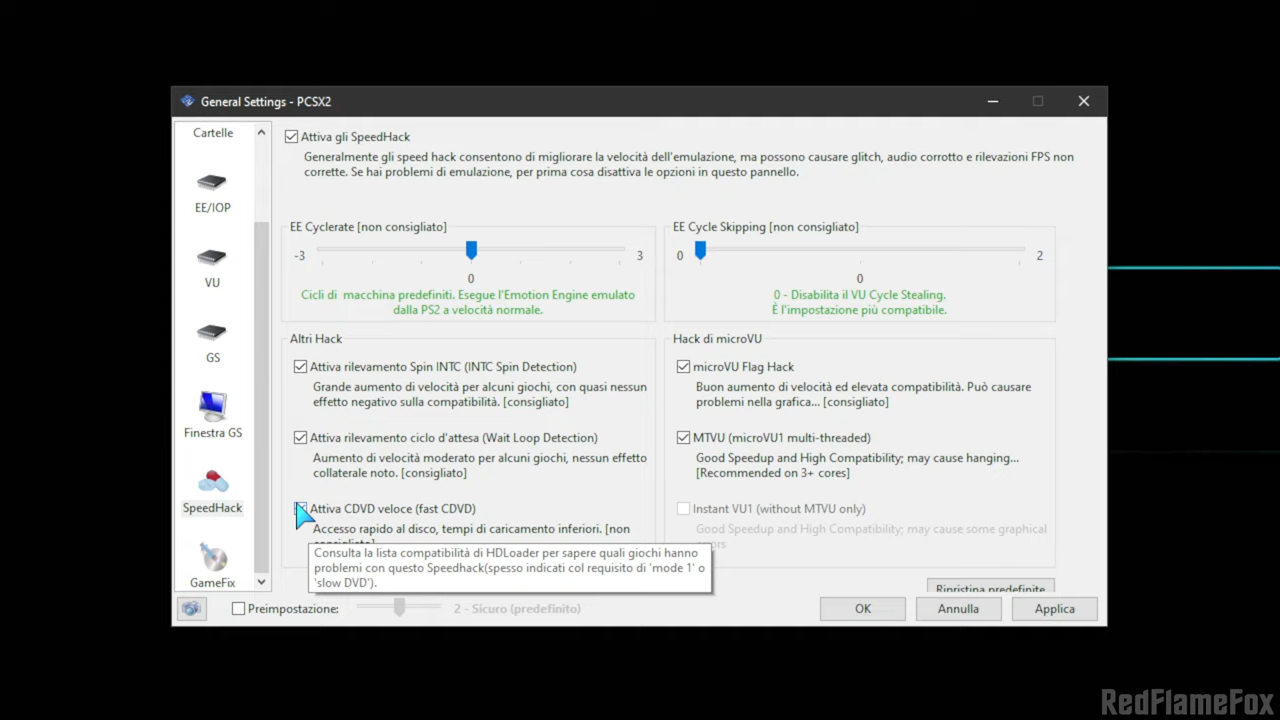 General Settings - PCSX2
Cartelle
EE/IOP
VU
GS
Finestra GS
SpeedHack
GameFix
Attiva gli SpeedHack
Generalmente gli speed hack consentono di migliorare la velocità dell'emulazione, ma possono causare glitch, audio corrotto e rilevazioni FPS non
corrette. Se hai problemi di emulazione, per prima cosa disattiva le opzioni in questo pannello.
EE Cyclerate [non consigliato]
-3
3
0
Cicli di macchina predefiniti. Esegue l'Emotion Engine emulato
dalla PS2 a velocità normale.
EE Cycle Skipping [non consigliato]
0
2
0
0 - Disabilita il VU Cycle Stealing.
È l'impostazione più compatibile.
Altri Hack
Attiva rilevamento Spin INTC (INTC Spin Detection)
Grande aumento di velocità per alcuni giochi, con quasi nessun
effetto negativo sulla compatibilità. [consigliato]
Attiva rilevamento ciclo d'attesa (Wait Loop Detection)
Aumento di velocità moderato per alcuni giochi, nessun effetto
collaterale noto. [consigliato]
Attiva CDVD veloce (fast CDVD)
Accesso rapido al disco, tempi di caricamento inferiori. [non
Consulta la lista compatibilità di HDLoader per sapere quali giochi hanno
problemi con questo Speedhack(spesso indicati col requisito di 'mode 1' o
'slow DVD').
Hack di microVU
microVU Flag Hack
Buon aumento di velocità ed elevata compatibilità. Può causare
problemi nella grafica... [consigliato]
MTVU (microVU1 multi-threaded)
Good Speedup and High Compatibility; may cause hanging...
[Recommended on 3+ cores]
Instant VU1 (without MTVU only)
Good Speedup and High Compatibility; may cause some graphical
Ripristina predefinite
Preimpostazione:
2 - Sicuro (predefinito)
OK
Annulla
Applica
RedFlameFox